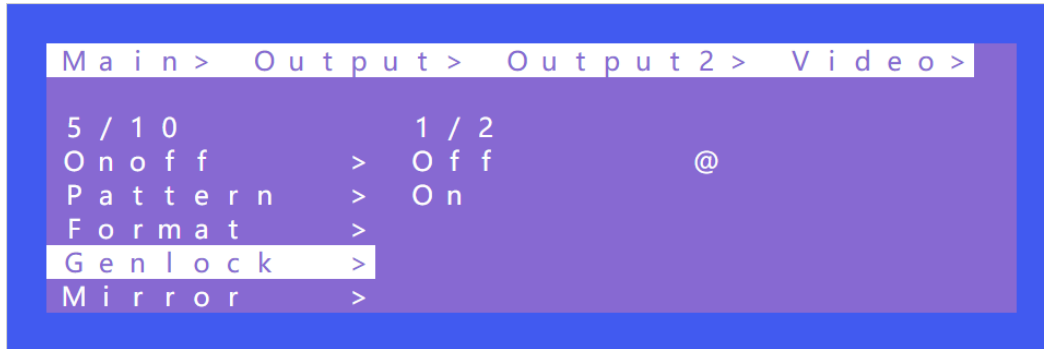 Main> Output> Output2> Video>
5/10 1/2
Onoff > Off @
Pattern > On
Format >
Genlock >
Mirror >